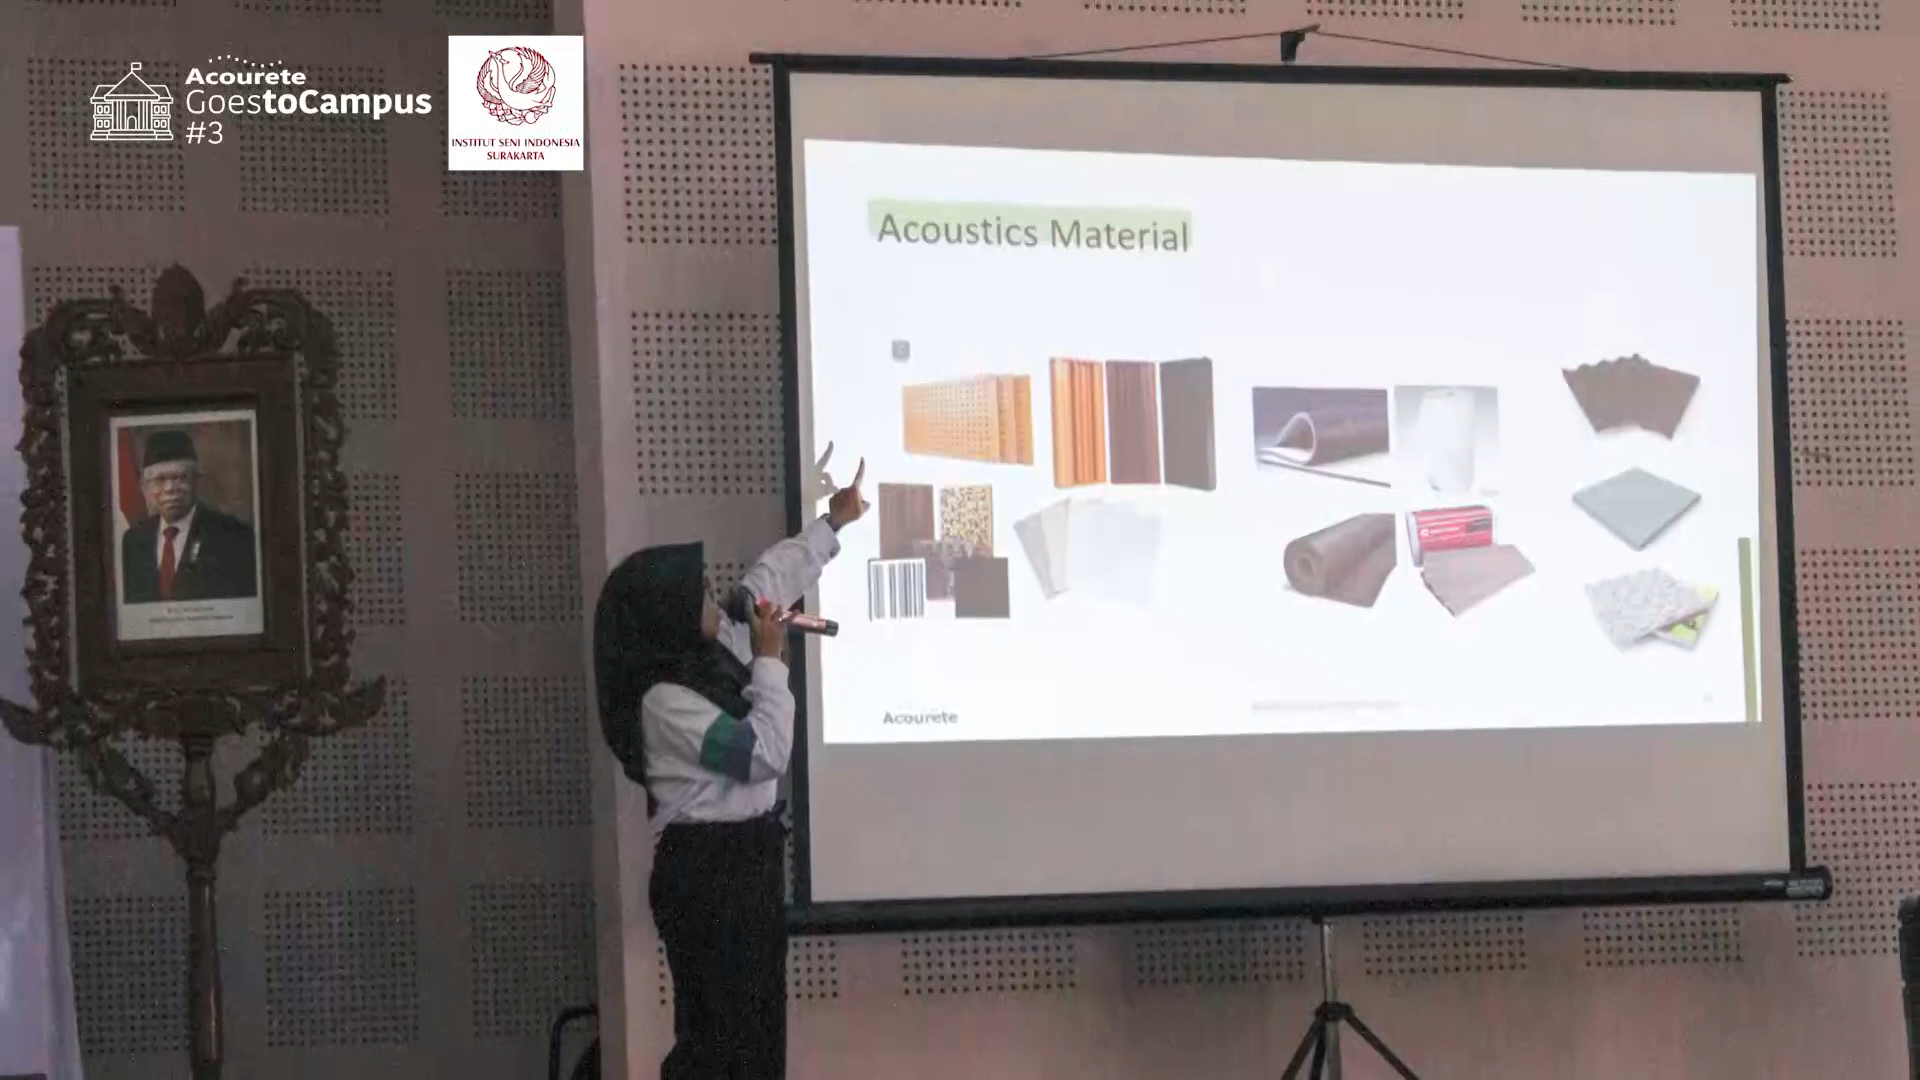 Acourete
GoestoCampus
#3
INSTITUT SENI INDONESIA
SURAKARTA
Acoustics Material
Acourete